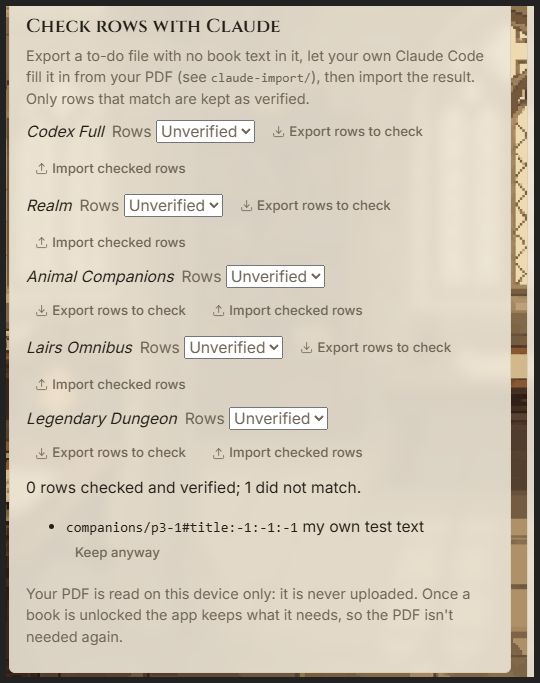 Check rows with Claude
Export a to-do file with no book text in it, let your own Claude Code
fill it in from your PDF (see claude-import/), then import the result.
Only rows that match are kept as verified.
Codex Full Rows Unverified Export rows to check
Import checked rows
Realm Rows Unverified Export rows to check
Import checked rows
Animal Companions Rows Unverified
Export rows to check Import checked rows
Lairs Omnibus Rows Unverified Export rows to check
Import checked rows
Legendary Dungeon Rows Unverified
Export rows to check Import checked rows
0 rows checked and verified; 1 did not match.
• companions/p3-1#title:-1:-1:-1 my own test text
Keep anyway
Your PDF is read on this device only: it is never uploaded. Once a
book is unlocked the app keeps what it needs, so the PDF isn't
needed again.